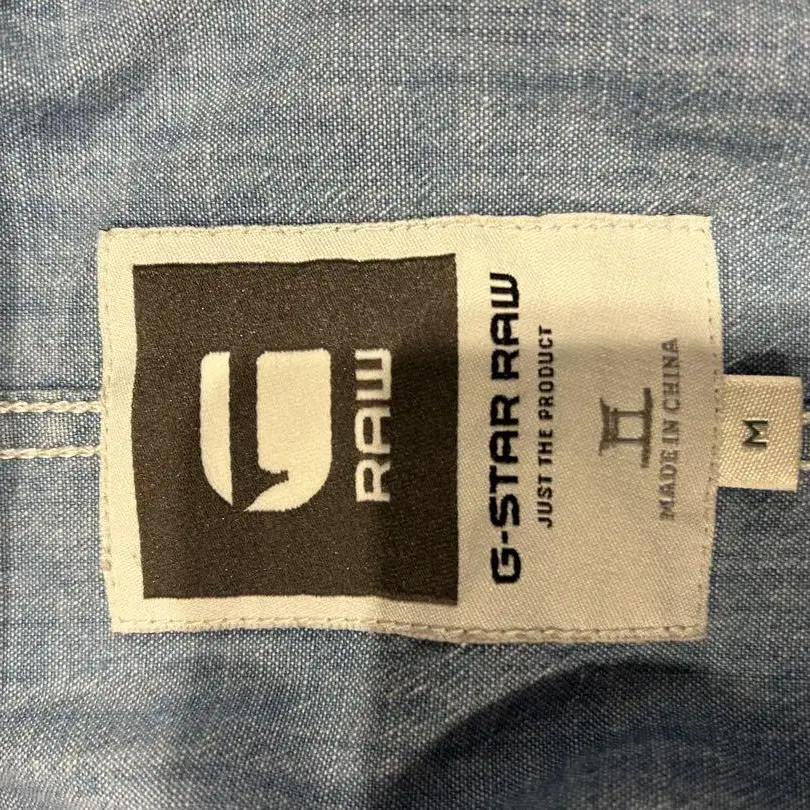 RAW
G-STAR RAW
JUST THE PRODUCT
MADE IN CHINA
M